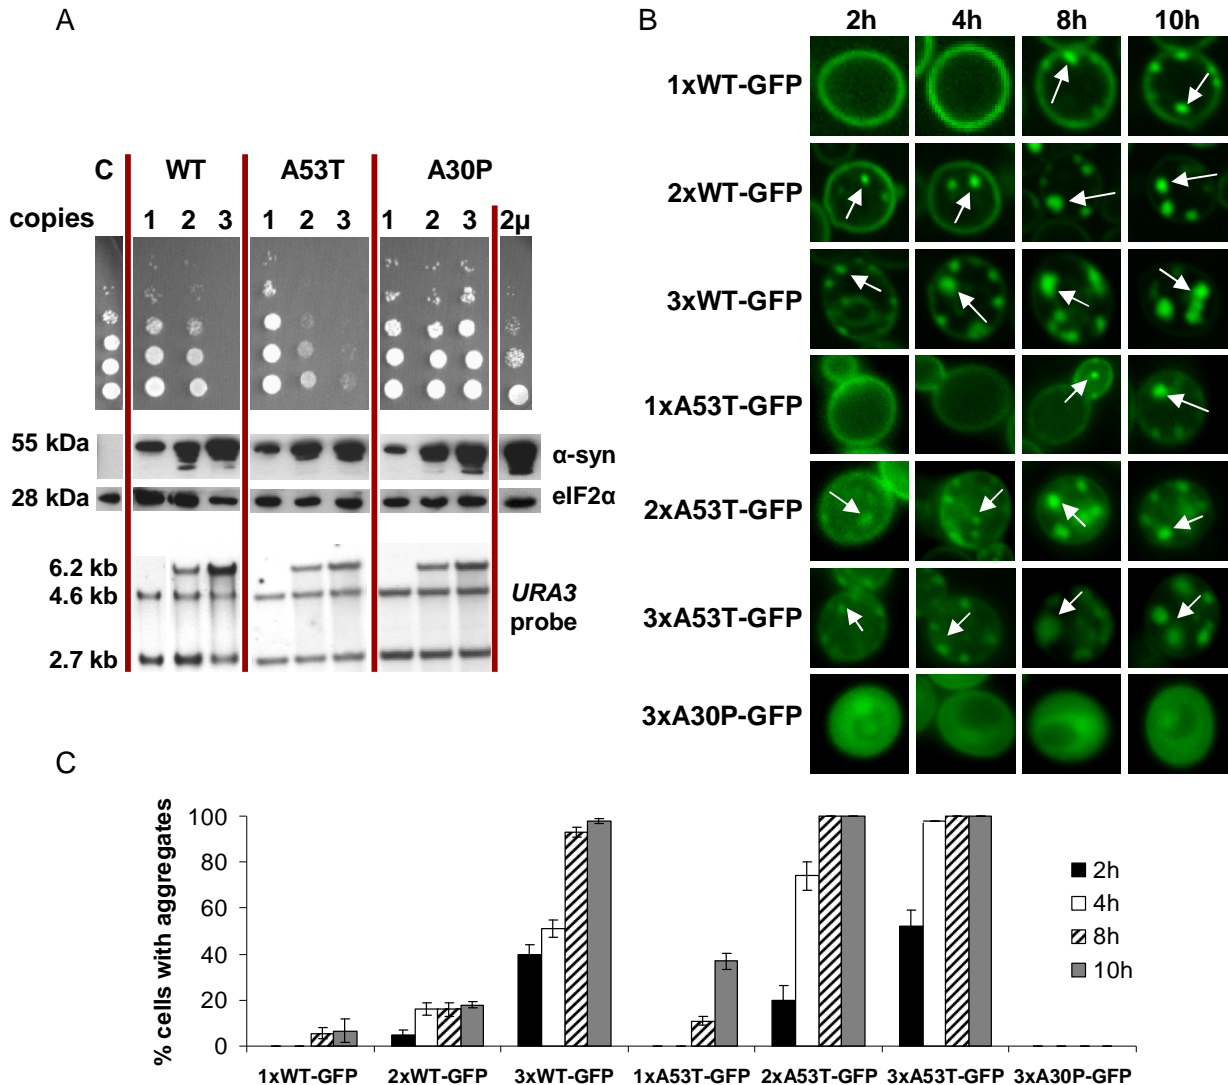 A
C WT A53T A30P
copies 1 2 3 1 2 3 1 2 3 2µ
55 kDa α-syn
28 kDa eIF2α
6.2 kb
4.6 kb URA3
probe
2.7 kb
B
2h 4h 8h 10h
1xWT-GFP
2xWT-GFP
3xWT-GFP
1xA53T-GFP
2xA53T-GFP
3xA53T-GFP
3xA30P-GFP
C
% cells with aggregates
100
80
60
40
20
0
2h
4h
8h
10h
1xWT-GFP 2xWT-GFP 3xWT-GFP 1xA53T-GFP 2xA53T-GFP 3xA53T-GFP 3xA30P-GFP